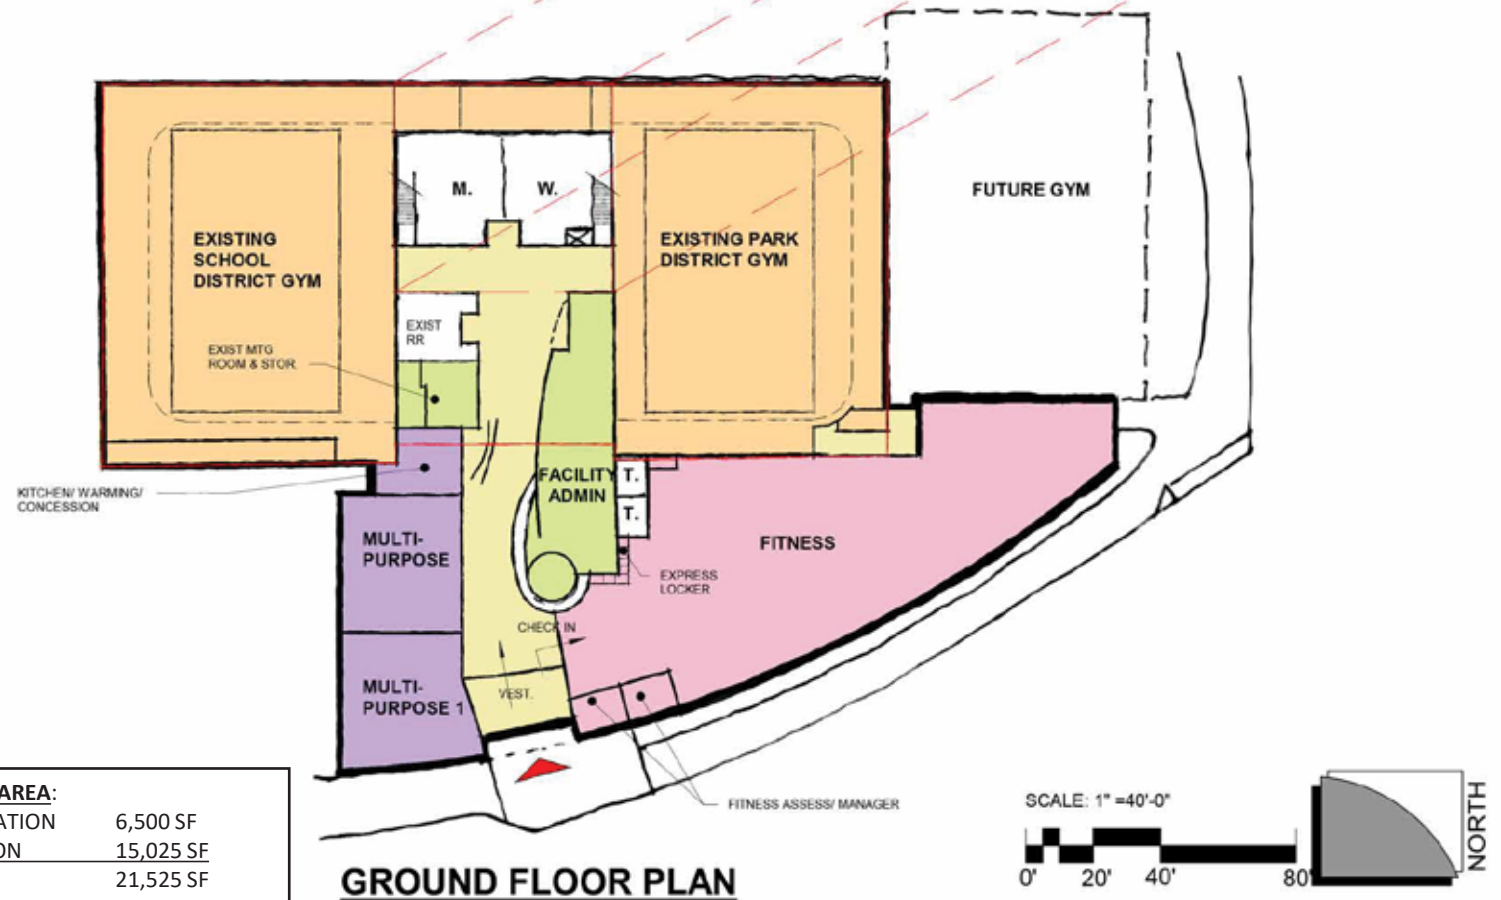 M.
W.
FUTURE GYM
EXISTING
SCHOOL
DISTRICT GYM
EXISTING PARK
DISTRICT GYM
EXIST
RR
EXIST MTG
ROOM & STOR.
KITCHEN/ WARMING/
CONCESSION
FACILITY
ADMIN
T.
T.
MULTI-
PURPOSE
FITNESS
EXPRESS
LOCKER
CHECK IN
MULTI-
PURPOSE 1
VEST.
FITNESS ASSESS/ MANAGER
AREA:
ATION 6,500 SF
ON 15,025 SF
21,525 SF
GROUND FLOOR PLAN
SCALE: 1" =40'-0"
0' 20' 40' 80'
NORTH